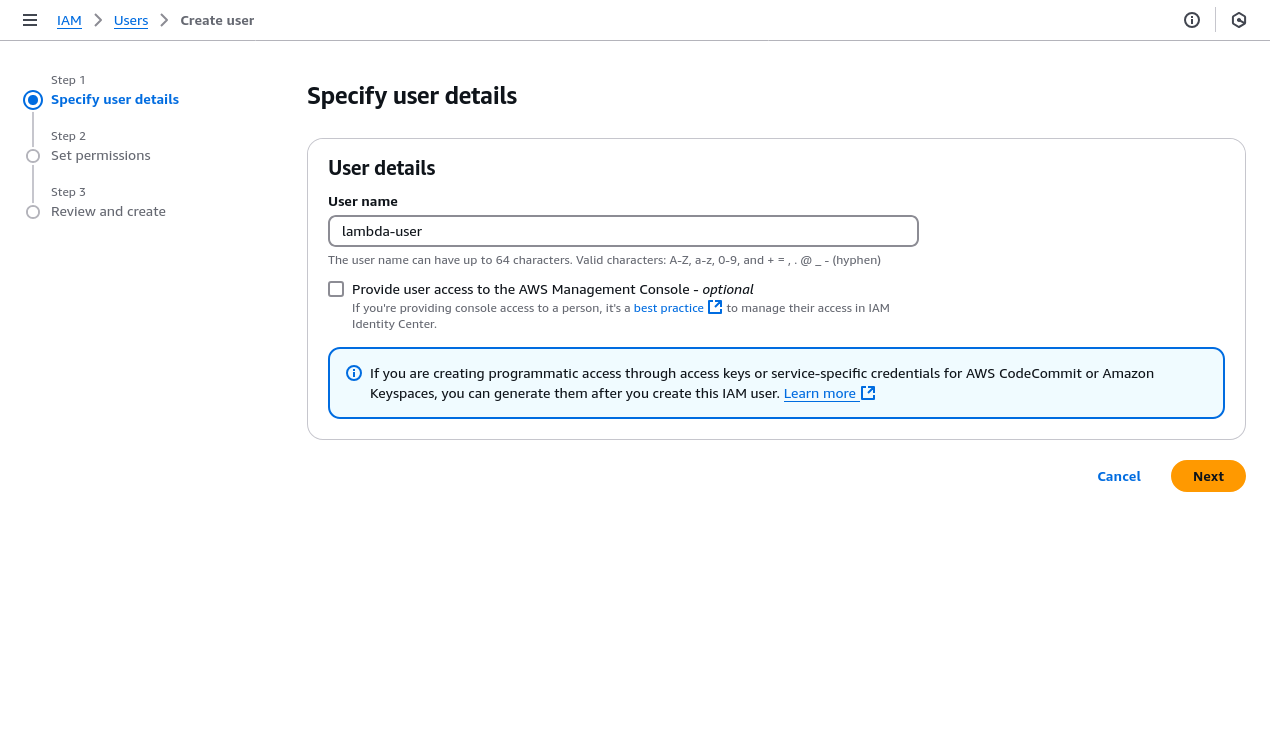 IAM > Users > Create user
Step 1
Specify user details
Step 2
Set permissions
Step 3
Review and create
Specify user details
User details
User name
lambda-user
The user name can have up to 64 characters. Valid characters: A-Z, a-z, 0-9, and + = , . @ _ - (hyphen)
Provide user access to the AWS Management Console - optional
If you're providing console access to a person, it's a best practice to manage their access in IAM
Identity Center.
If you are creating programmatic access through access keys or service-specific credentials for AWS CodeCommit or Amazon
Keyspaces, you can generate them after you create this IAM user. Learn more
Cancel
Next